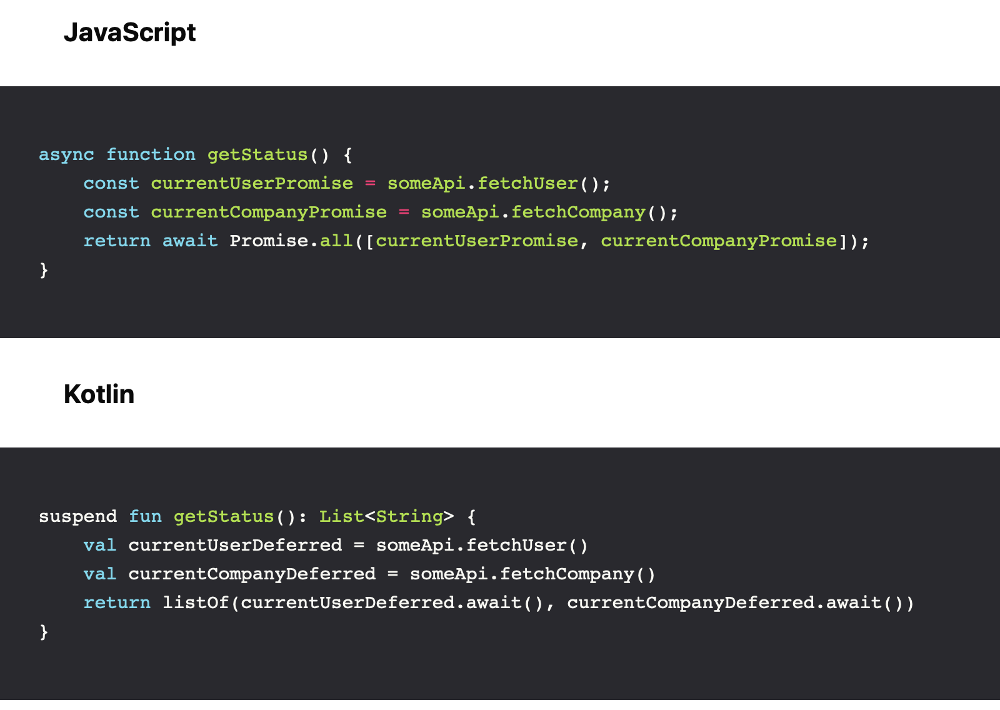 JavaScript
async function getStatus() {
    const currentUserPromise = someApi.fetchUser();
    const currentCompanyPromise = someApi.fetchCompany();
    return await Promise.all([currentUserPromise, currentCompanyPromise]);
}
Kotlin
suspend fun getStatus(): List<String> {
    val currentUserDeferred = someApi.fetchUser()
    val currentCompanyDeferred = someApi.fetchCompany()
    return listOf(currentUserDeferred.await(), currentCompanyDeferred.await())
}